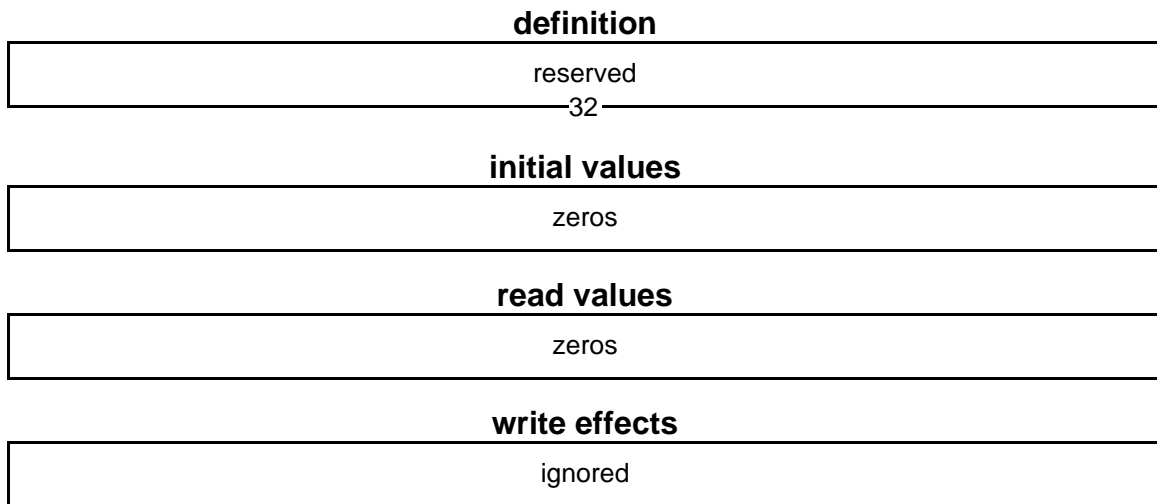 definition
reserved
32
initial values
zeros
read values
zeros
write effects
ignored